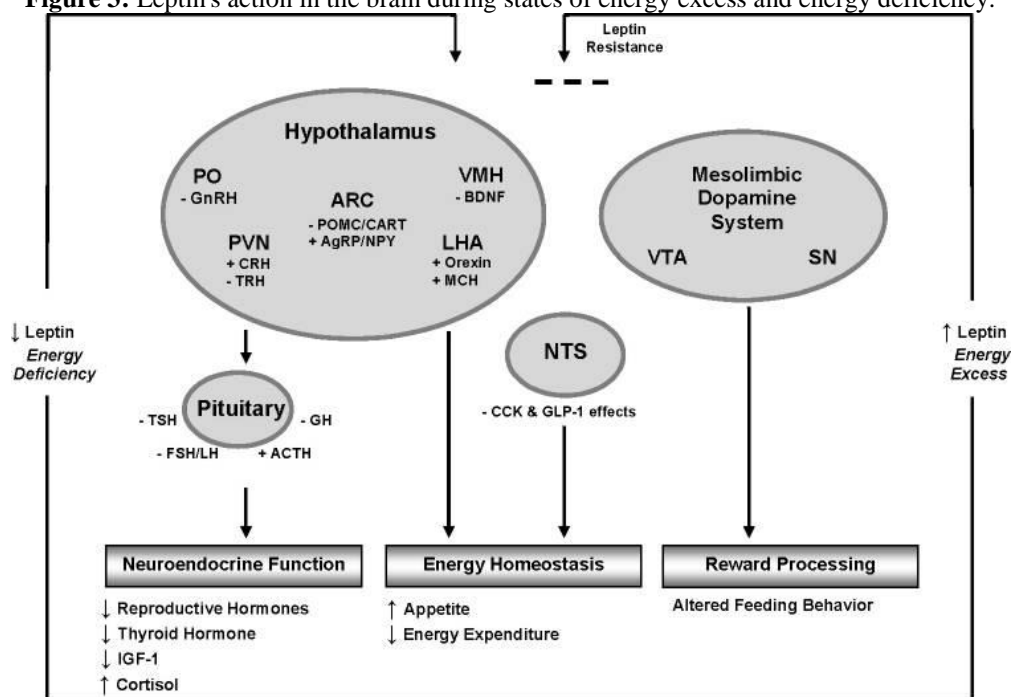 Figure 3: Leptin's action in the brain during states of energy excess and energy deficiency.
Leptin
Resistance
Hypothalamus
PO
- GnRH
ARC
- POMC/CART
+ AgRP/NPY
VMH
- BDNF
PVN
+ CRH
- TRH
LHA
+ Orexin
+ MCH
Mesolimbic
Dopamine
System
VTA
SN
↓ Leptin
Energy
Deficiency
↑ Leptin
Energy
Excess
NTS
- CCK & GLP-1 effects
Pituitary
- TSH
- GH
- FSH/LH
+ ACTH
Neuroendocrine Function
↓ Reproductive Hormones
↓ Thyroid Hormone
↓ IGF-1
↑ Cortisol
Energy Homeostasis
↑ Appetite
↓ Energy Expenditure
Reward Processing
Altered Feeding Behavior